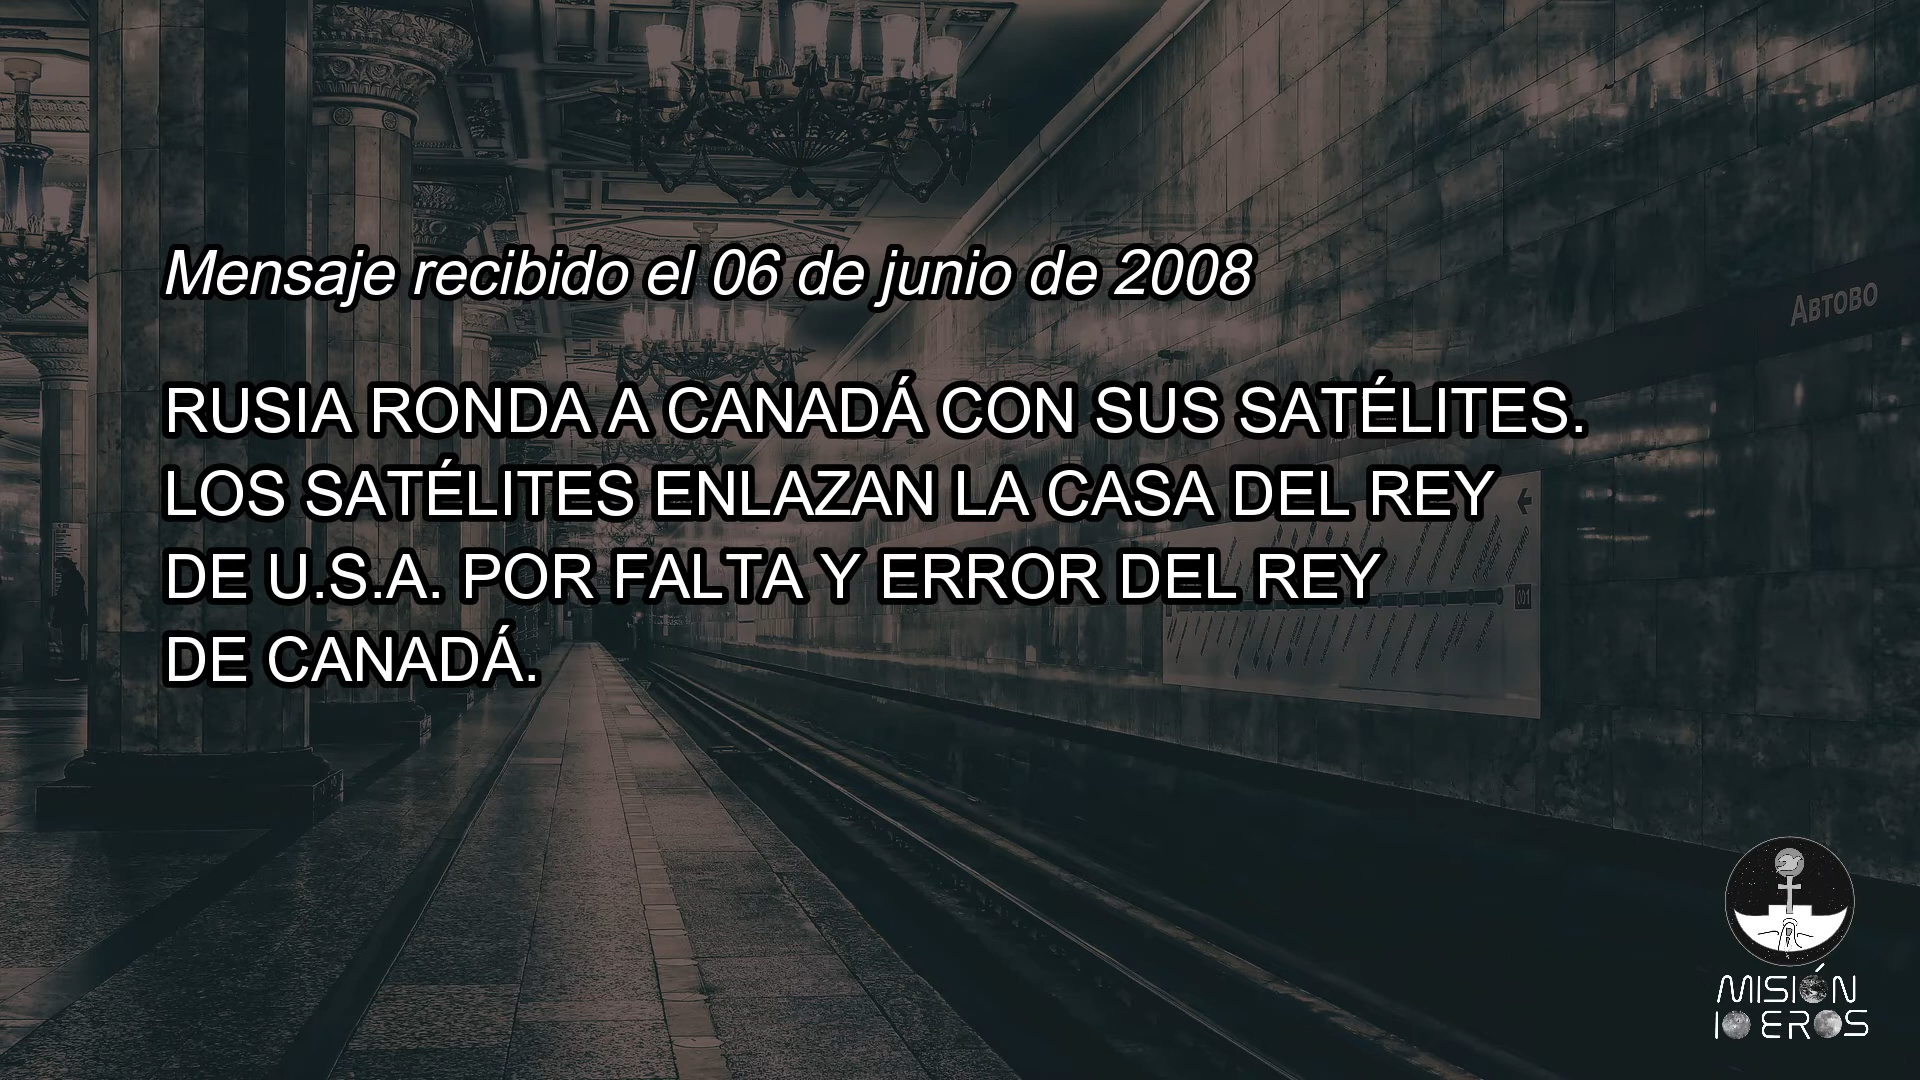 Mensaje recibido el 06 de junio de 2008
RUSIA RONDA A CANADÁ CON SUS SATÉLITES.
LOS SATÉLITES ENLAZAN LA CASA DEL REY
DE U.S.A. POR FALTA Y ERROR DEL REY
DE CANADÁ.
АВТОВО
MISIÓN
IO EROS